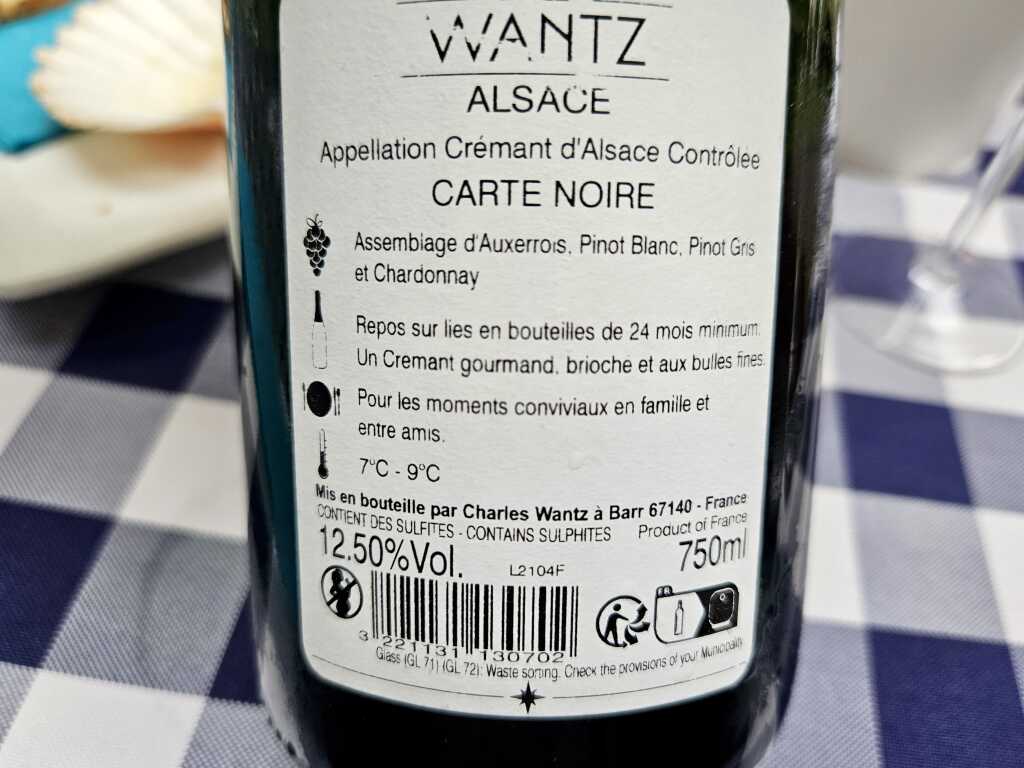 WANTZ
ALSACE
Appellation Crémant d'Alsace Contrôlée
CARTE NOIRE
Assemblage d'Auxerrois, Pinot Blanc, Pinot Gris
et Chardonnay
Repos sur lies en bouteilles de 24 mois minimum.
Un Crémant gourmand, brioché et aux bulles fines.
Pour les moments conviviaux en famille et
entre amis.
7°C - 9°C
Mis en bouteille par Charles Wantz à Barr 67140 - France
CONTIENT DES SULFITES - CONTAINS SULPHITES Product of France
12.50%Vol. L2104F 750ml
FR
3 221131 130702
Glass (GL 71) (GL 72): Waste sorting. Check the provisions of your Municipality.